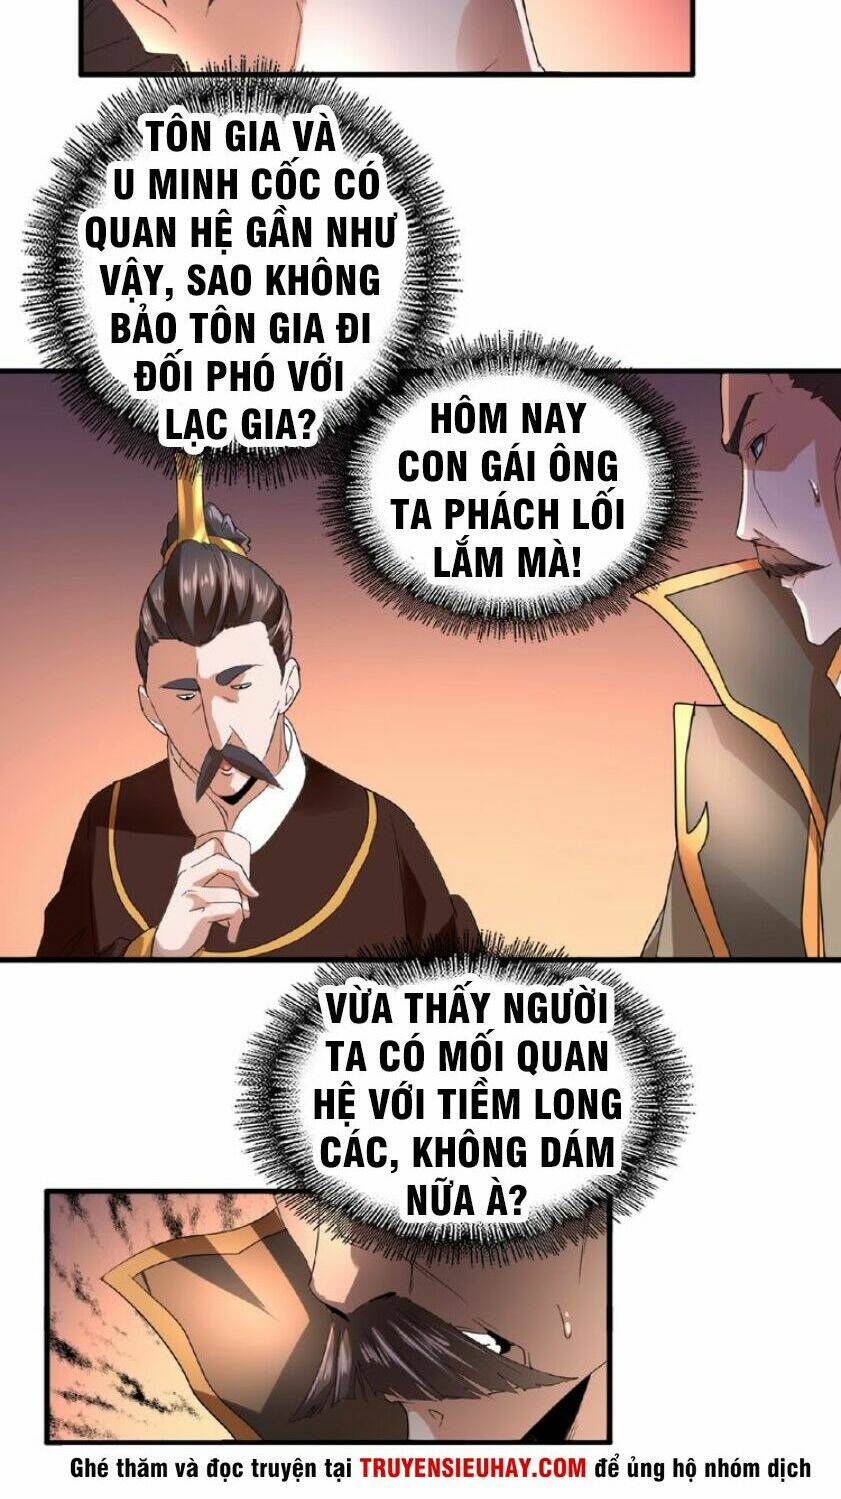 TÔN GIA VÀ
U MINH CỐC CÓ
QUAN HỆ GẦN NHƯ
VẬY, SAO KHÔNG
BẢO TÔN GIA ĐI
ĐỐI PHÓ VỚI
LẠC GIA?
HÔM NAY
CON GÁI ÔNG
TA PHÁCH LỐI
LẮM MÀ!
VỪA THẤY NGƯỜI
TA CÓ MỐI QUAN
HỆ VỚI TIỀM LONG
CÁC, KHÔNG DÁM
NỮA À?
Ghé thăm và đọc truyện tại TRUYENSIEUHAY.COM để ủng hộ nhóm dịch